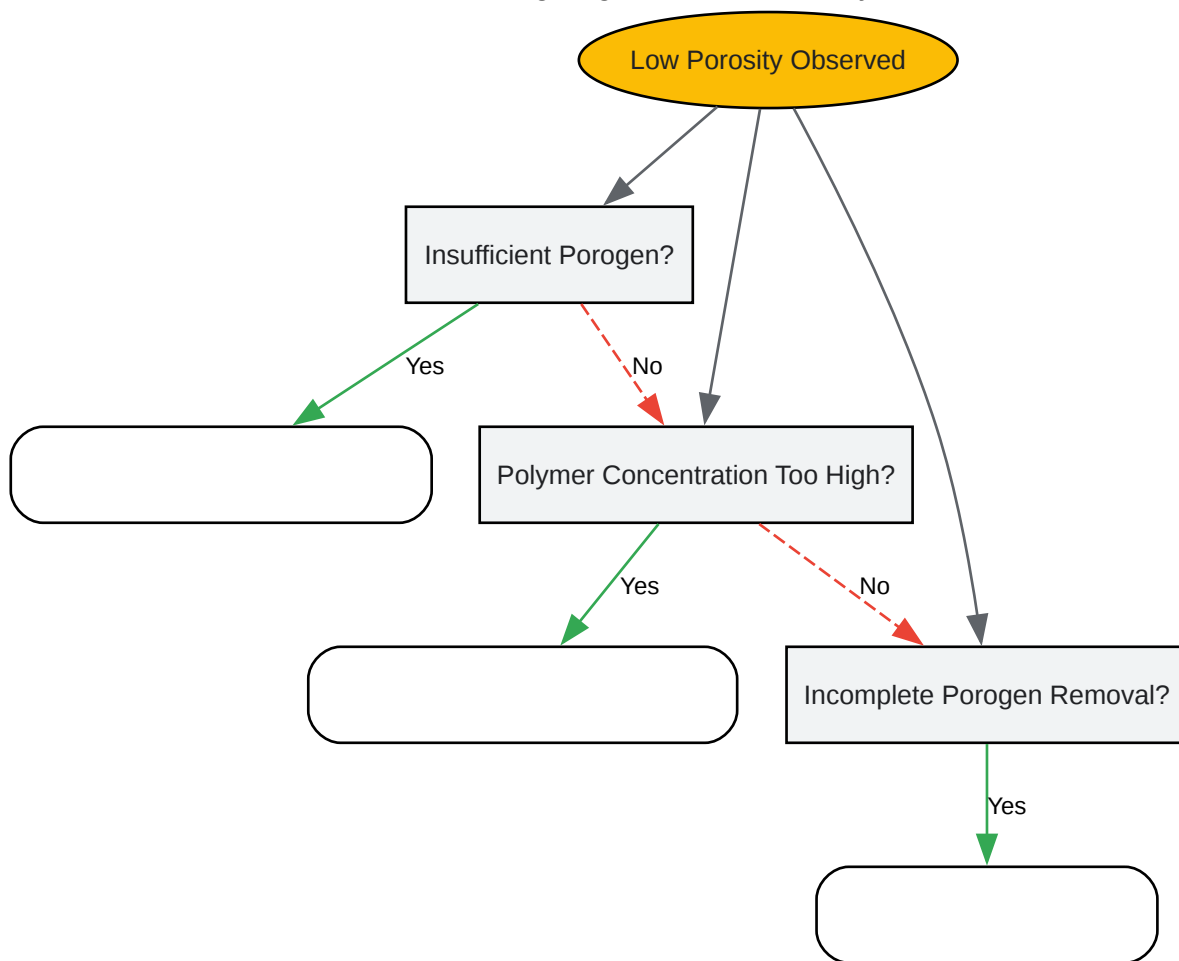 Low Porosity Observed
Insufficient Porogen?
Yes
No
Polymer Concentration Too High?
Yes
No
Incomplete Porogen Removal?
Yes